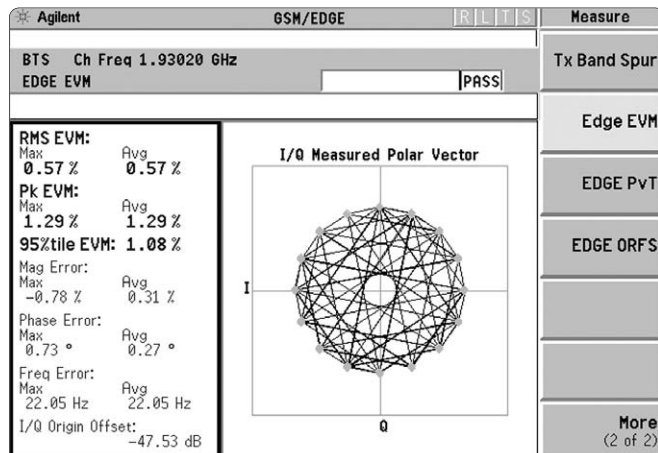 Agilent
GSM/EDGE
R L T S
Measure
BTS Ch Freq 1.93020 GHz
EDGE EVM
PASS
RMS EVM:
Max Avg
0.57 % 0.57 %
Pk EVM:
Max Avg
1.29 % 1.29 %
95%tile EVM: 1.08 %
Mag Error:
Max Avg
-0.78 % 0.31 %
Phase Error:
Max Avg
0.73 ° 0.27 °
Freq Error:
Max Avg
22.05 Hz 22.05 Hz
I/Q Origin Offset:
-47.53 dB
I/Q Measured Polar Vector
I
Q
Tx Band Spur
Edge EVM
EDGE PvT
EDGE ORFS
More
(2 of 2)